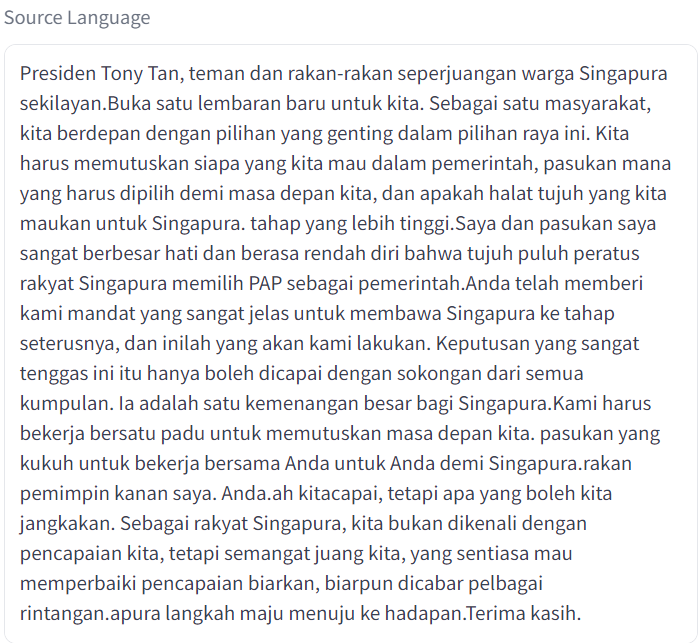 Source Language
Presiden Tony Tan, teman dan rakan-rakan seperjuangan warga Singapura
sekilayan.Buka satu lembaran baru untuk kita. Sebagai satu masyarakat,
kita berdepan dengan pilihan yang genting dalam pilihan raya ini. Kita
harus memutuskan siapa yang kita mau dalam pemerintah, pasukan mana
yang harus dipilih demi masa depan kita, dan apakah halat tujuh yang kita
maukan untuk Singapura. tahap yang lebih tinggi.Saya dan pasukan saya
sangat berbesar hati dan berasa rendah diri bahwa tujuh puluh peratus
rakyat Singapura memilih PAP sebagai pemerintah.Anda telah memberi
kami mandat yang sangat jelas untuk membawa Singapura ke tahap
seterusnya, dan inilah yang akan kami lakukan. Keputusan yang sangat
tenggas ini itu hanya boleh dicapai dengan sokongan dari semua
kumpulan. Ia adalah satu kemenangan besar bagi Singapura.Kami harus
bekerja bersatu padu untuk memutuskan masa depan kita. pasukan yang
kukuh untuk bekerja bersama Anda untuk Anda demi Singapura.rakan
pemimpin kanan saya. Anda.ah kitacapai, tetapi apa yang boleh kita
jangkakan. Sebagai rakyat Singapura, kita bukan dikenali dengan
pencapaian kita, tetapi semangat juang kita, yang sentiasa mau
memperbaiki pencapaian biarkan, biarpun dicabar pelbagai
rintangan.apura langkah maju menuju ke hadapan.Terima kasih.